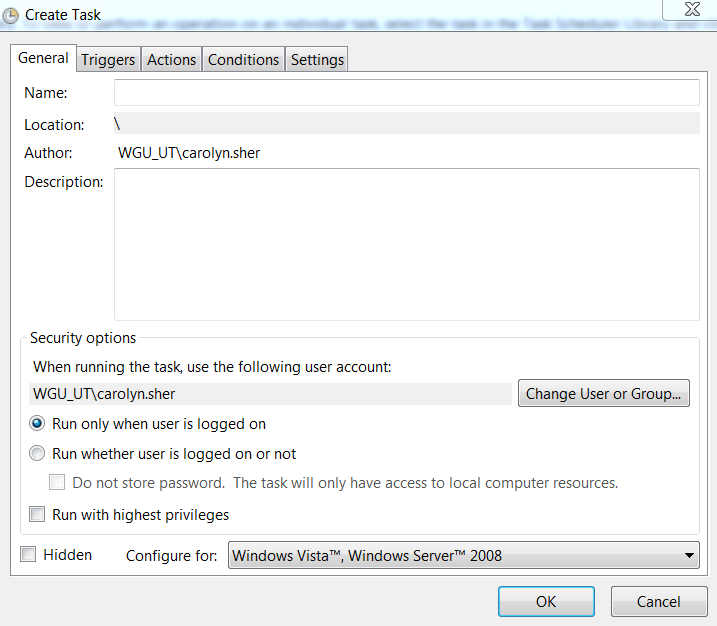 Create Task
General Triggers Actions Conditions Settings
Name:
Location: \
Author: WGU_UT\carolyn.sher
Description:
Security options
When running the task, use the following user account:
WGU_UT\carolyn.sher Change User or Group...
Run only when user is logged on
Run whether user is logged on or not
Do not store password. The task will only have access to local computer resources.
Run with highest privileges
Hidden Configure for: Windows Vista™, Windows Server™ 2008
OK Cancel